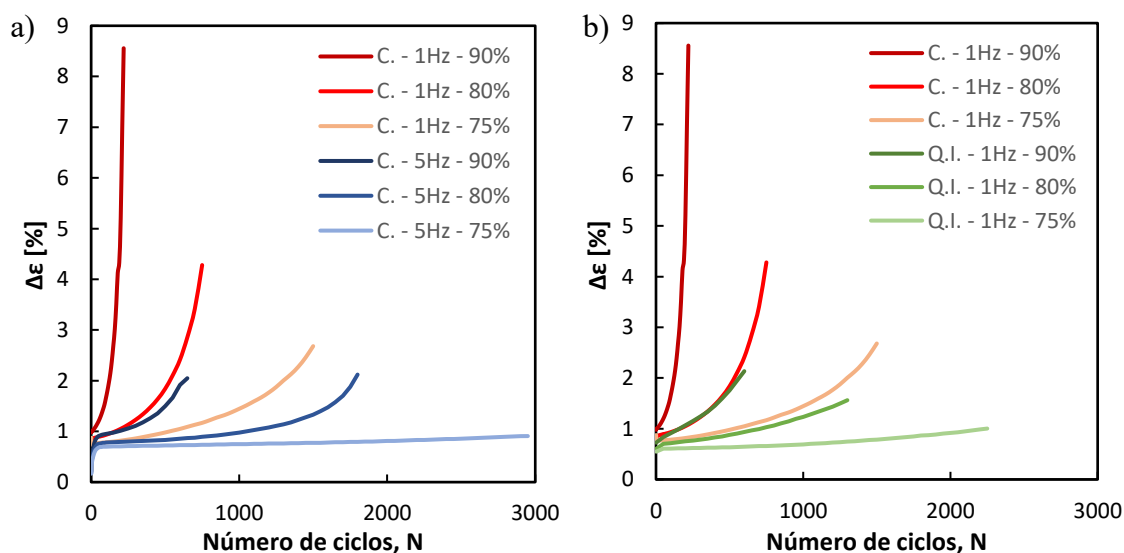 a)
Δε [%]
9
8
7
6
5
4
3
2
1
0
C. - 1Hz - 90%
C. - 1Hz - 80%
C. - 1Hz - 75%
C. - 5Hz - 90%
C. - 5Hz - 80%
C. - 5Hz - 75%
0 1000 2000 3000
Número de ciclos, N
b)
Δε [%]
9
8
7
6
5
4
3
2
1
0
C. - 1Hz - 90%
C. - 1Hz - 80%
C. - 1Hz - 75%
Q.I. - 1Hz - 90%
Q.I. - 1Hz - 80%
Q.I. - 1Hz - 75%
0 1000 2000 3000
Número de ciclos, N